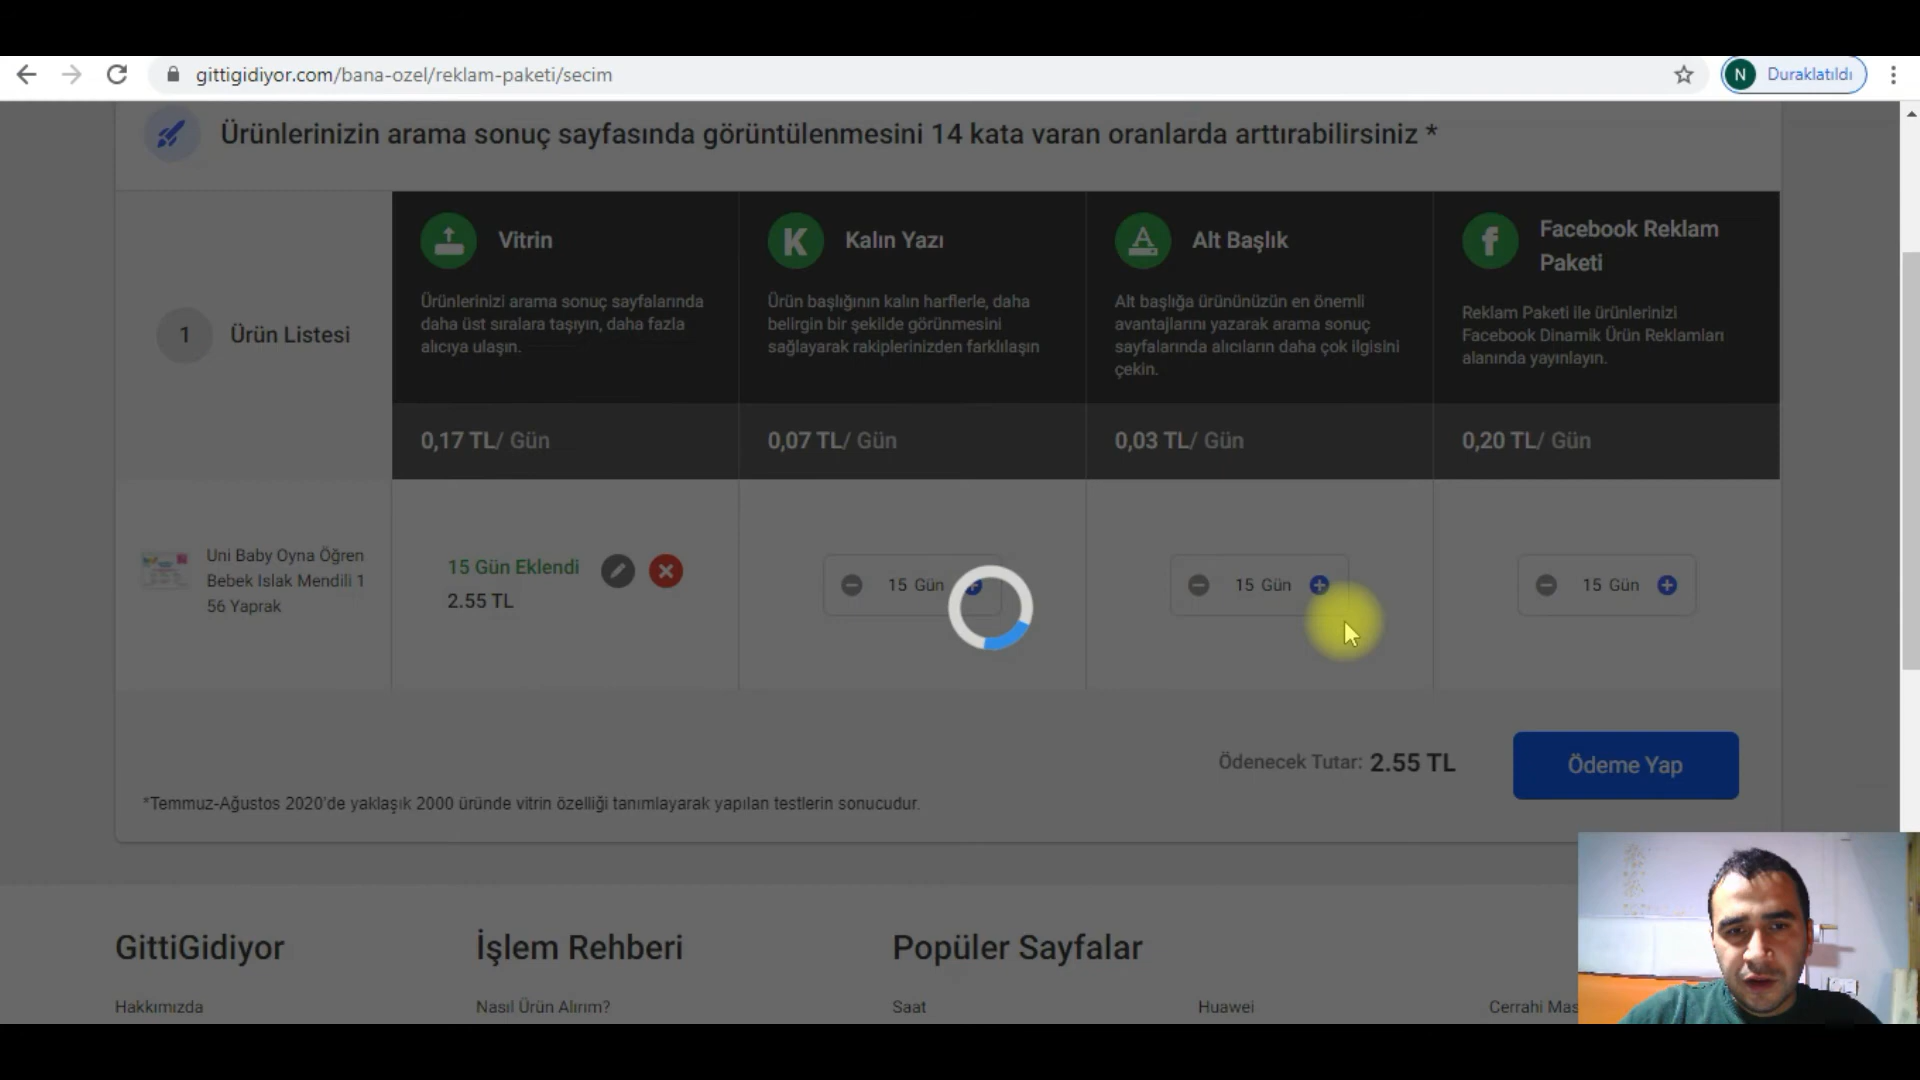 gittigidiyor.com/bana-ozel/reklam-paketi/secim
N
Duraklatıldı
Ürünlerinizin arama sonuç sayfasında görüntülenmesini 14 kata varan oranlarda arttırabilirsiniz *
1
Ürün Listesi
Vitrin
Ürünlerinizi arama sonuç sayfalarında
daha üst sıralara taşıyın, daha fazla
alıcıya ulaşın.
0,17 TL/ Gün
K
Kalın Yazı
Ürün başlığının kalın harflerle, daha
belirgin bir şekilde görünmesini
sağlayarak rakiplerinizden farklılaşın
0,07 TL/ Gün
A
Alt Başlık
Alt başlığa ürününüzün en önemli
avantajlarını yazarak arama sonuç
sayfalarında alıcıların daha çok ilgisini
çekin.
0,03 TL/ Gün
f
Facebook Reklam
Paketi
Reklam Paketi ile ürünlerinizi
Facebook Dinamik Ürün Reklamları
alanında yayınlayın.
0,20 TL/ Gün
Uni Baby Oyna Öğren
Bebek Islak Mendili 1
56 Yaprak
15 Gün Eklendi
2.55 TL
15 Gün
15 Gün
15 Gün
Ödenecek Tutar: 2.55 TL
Ödeme Yap
*Temmuz-Ağustos 2020'de yaklaşık 2000 üründe vitrin özelliği tanımlayarak yapılan testlerin sonucudur.
GittiGidiyor
İşlem Rehberi
Popüler Sayfalar
Hakkımızda
Nasıl Ürün Alırım?
Saat
Huawei
Cerrahi Mas